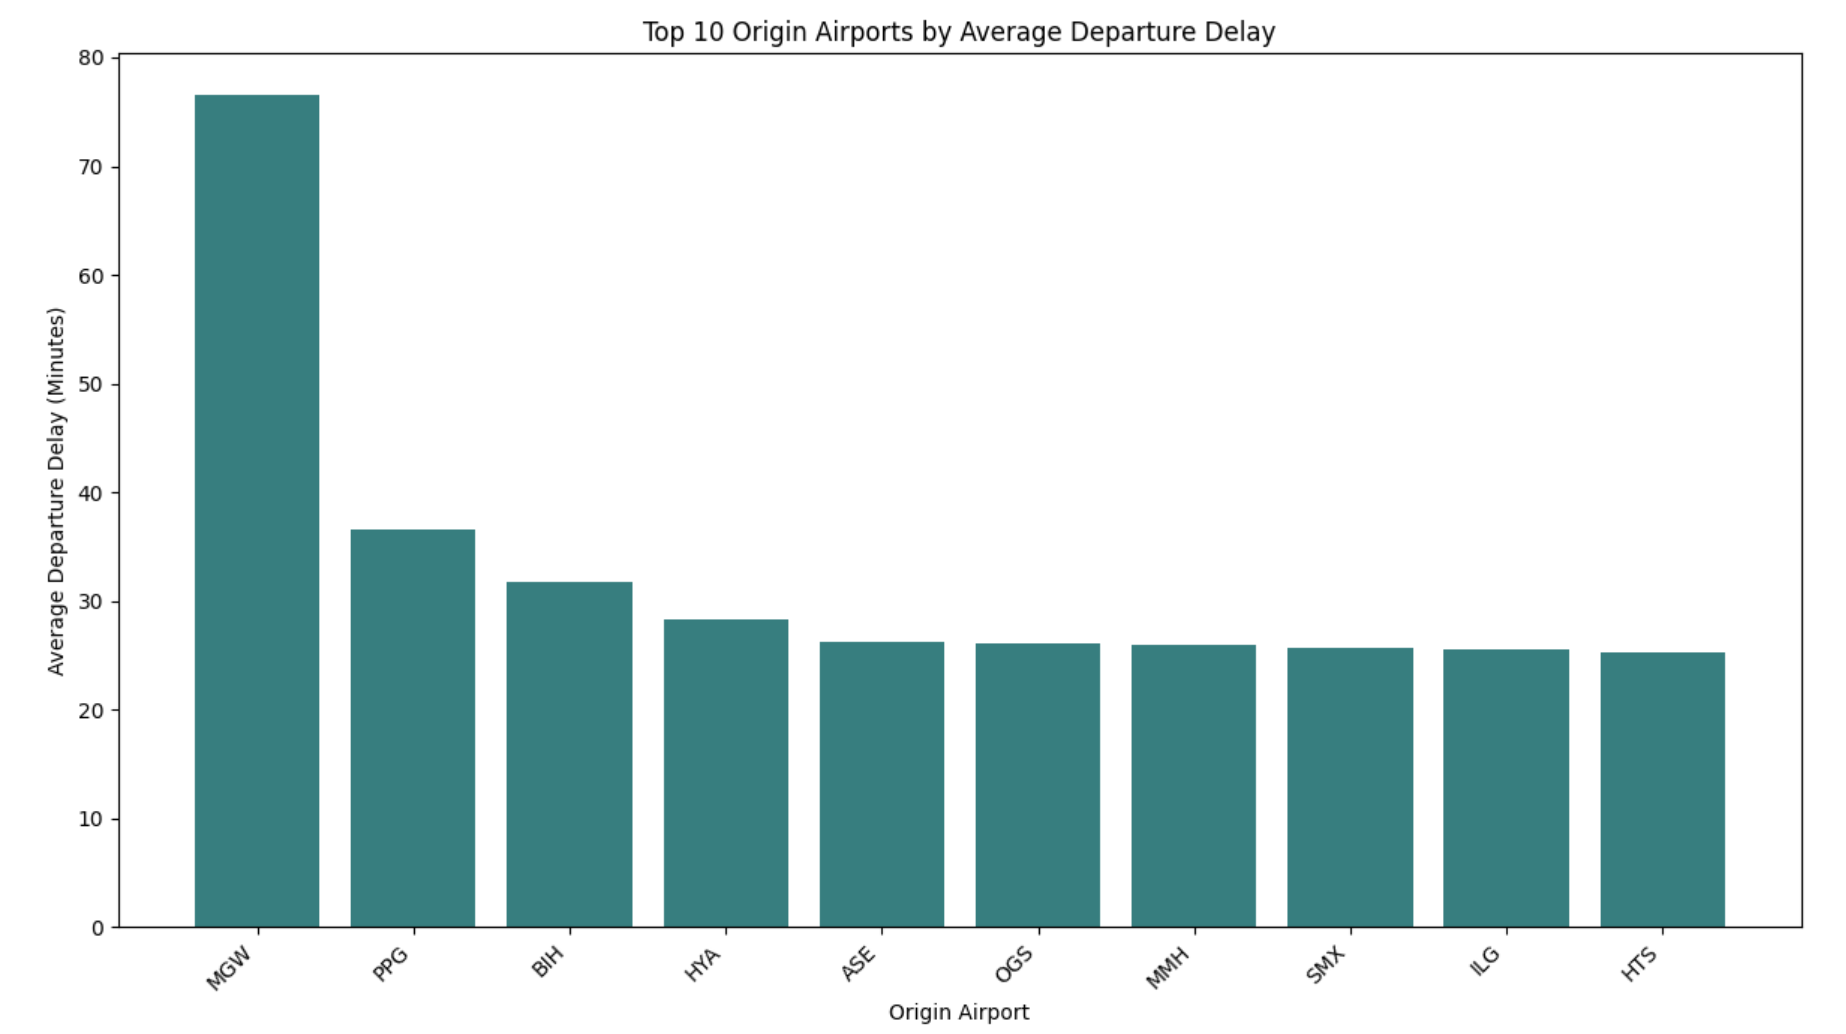 Top 10 Origin Airports by Average Departure Delay
Average Departure Delay (Minutes)
80
70
60
50
40
30
20
10
0
MGW PPG BIH HYA ASE OGS MMH SMX ILG HTS
Origin Airport